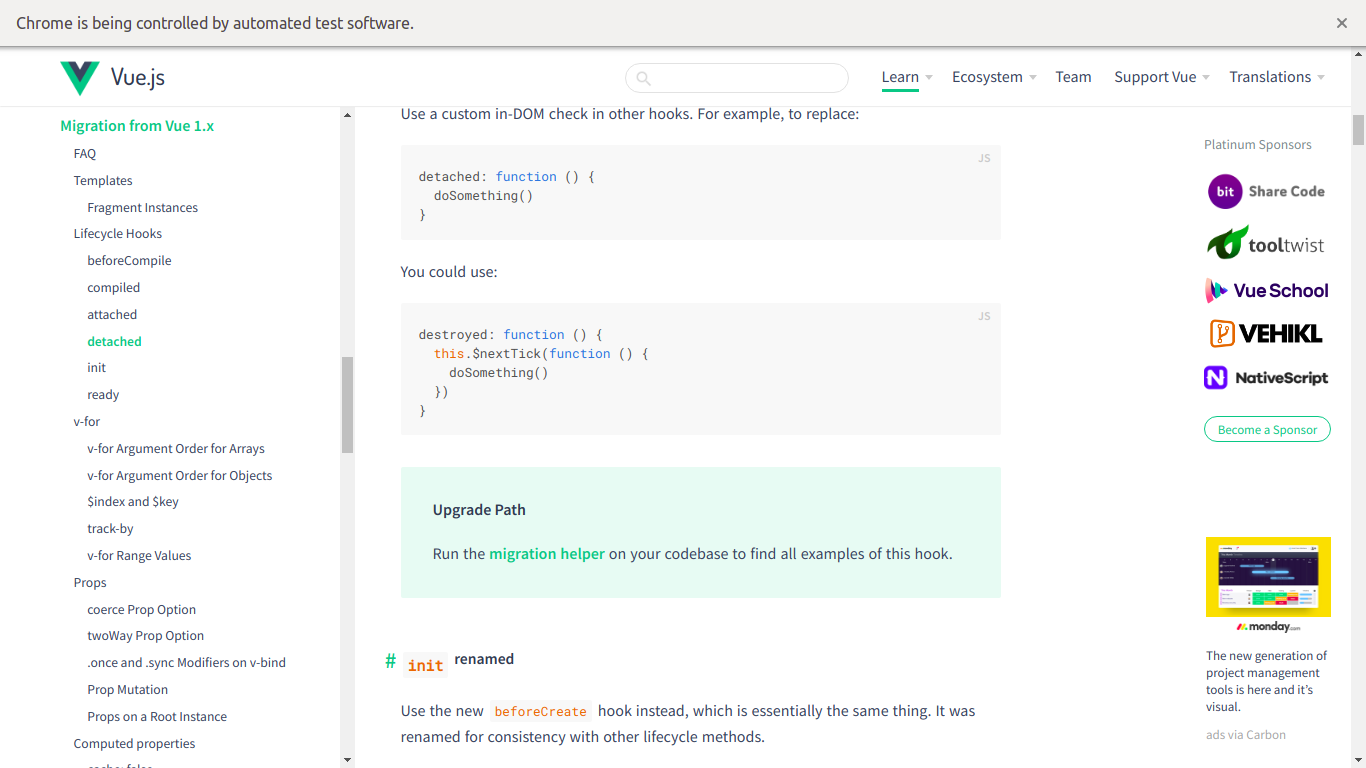 Chrome is being controlled by automated test software.
Vue.js
Learn
Ecosystem
Team
Support Vue
Translations
Migration from Vue 1.x
FAQ
Templates
Fragment Instances
Lifecycle Hooks
beforeCompile
compiled
attached
detached
init
ready
v-for
v-for Argument Order for Arrays
v-for Argument Order for Objects
$index and $key
track-by
v-for Range Values
Props
coerce Prop Option
twoWay Prop Option
.once and .sync Modifiers on v-bind
Prop Mutation
Props on a Root Instance
Computed properties
Use a custom in-DOM check in other hooks. For example, to replace:
JS
detached: function () {
doSomething()
}
You could use:
JS
destroyed: function () {
this.$nextTick(function () {
doSomething()
})
}
Upgrade Path
Run the migration helper on your codebase to find all examples of this hook.
# init renamed
Use the new beforeCreate hook instead, which is essentially the same thing. It was
renamed for consistency with other lifecycle methods.
Platinum Sponsors
bit Share Code
tooltwist
Vue School
VEHIKL
NativeScript
Become a Sponsor
monday.com
The new generation of
project management
tools is here and it's
visual.
ads via Carbon